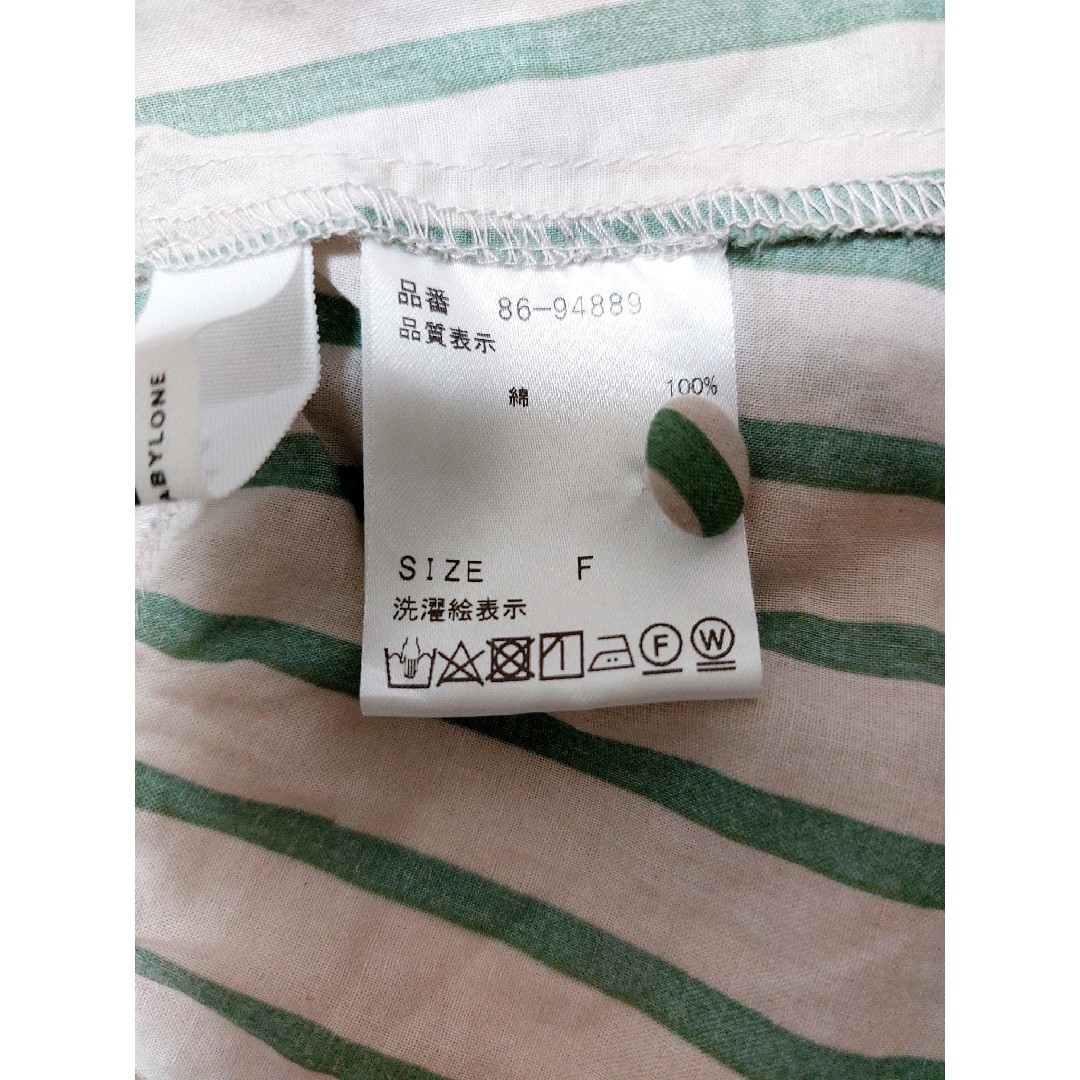 品番 86-94889
品質表示
綿 100%
SIZE F
洗濯絵表示
F W
ABYLONE